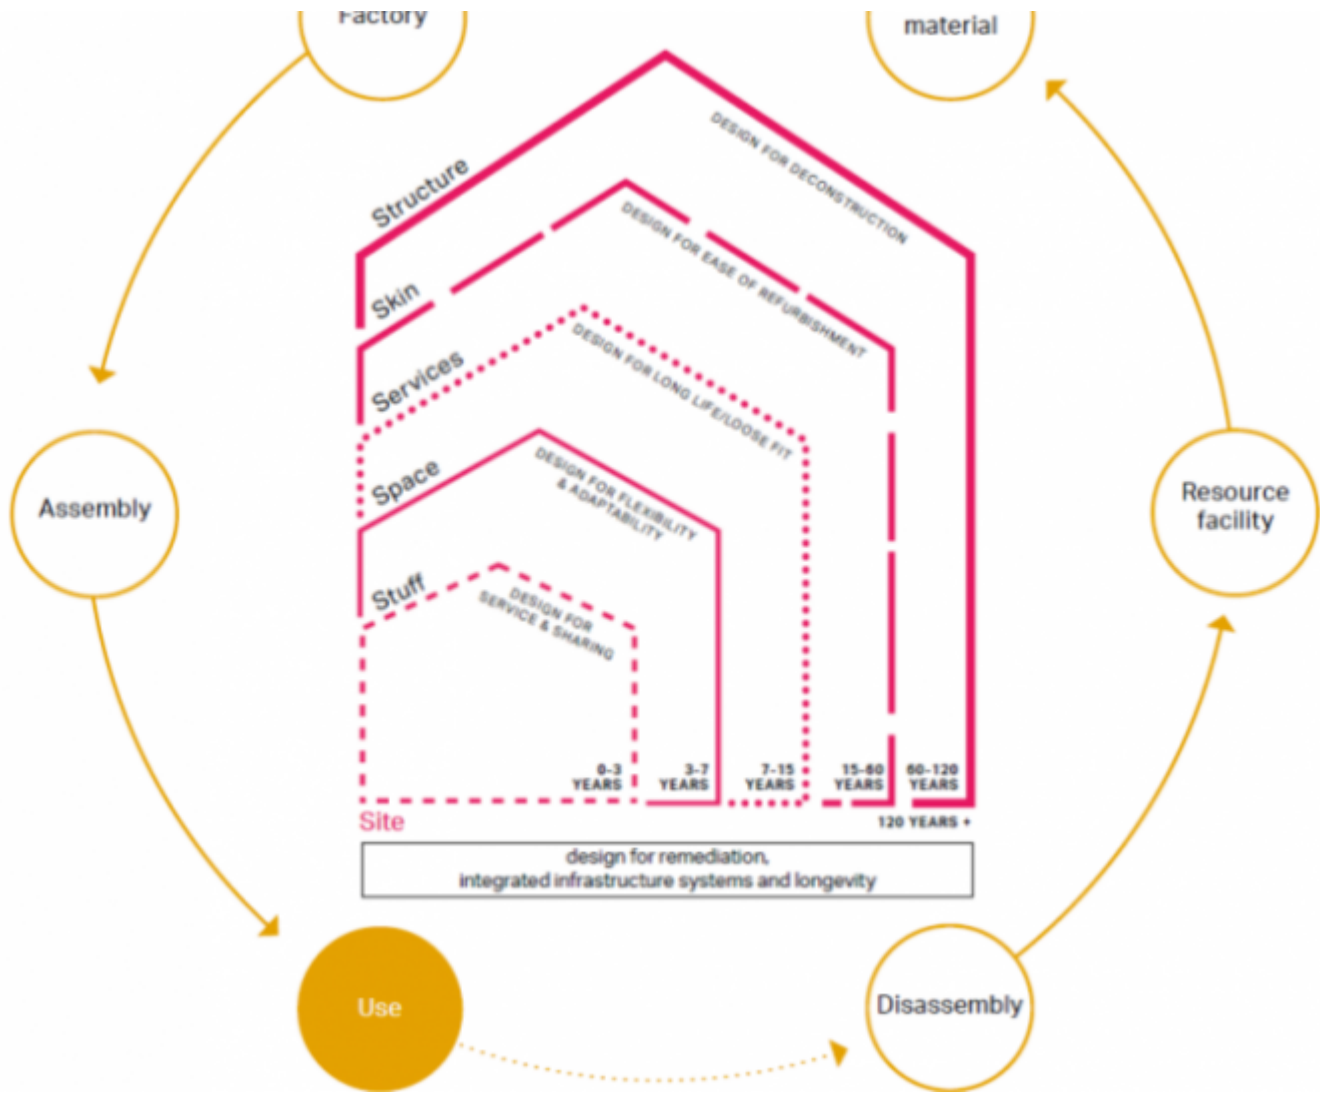 Factory
material
Structure
DESIGN FOR DECONSTRUCTION
Skin
DESIGN FOR EASE OF REFURBISHMENT
Services
DESIGN FOR LONG LIFE/LOOSE FIT
Space
DESIGN FOR FLEXIBILITY
& ADAPTABILITY
Stuff
DESIGN FOR
SERVICE & SHARING
Assembly
Resource
facility
0-3
YEARS
3-7
YEARS
7-15
YEARS
15-60
YEARS
60-120
YEARS
Site
120 YEARS +
design for remediation,
integrated infrastructure systems and longevity
Use
Disassembly